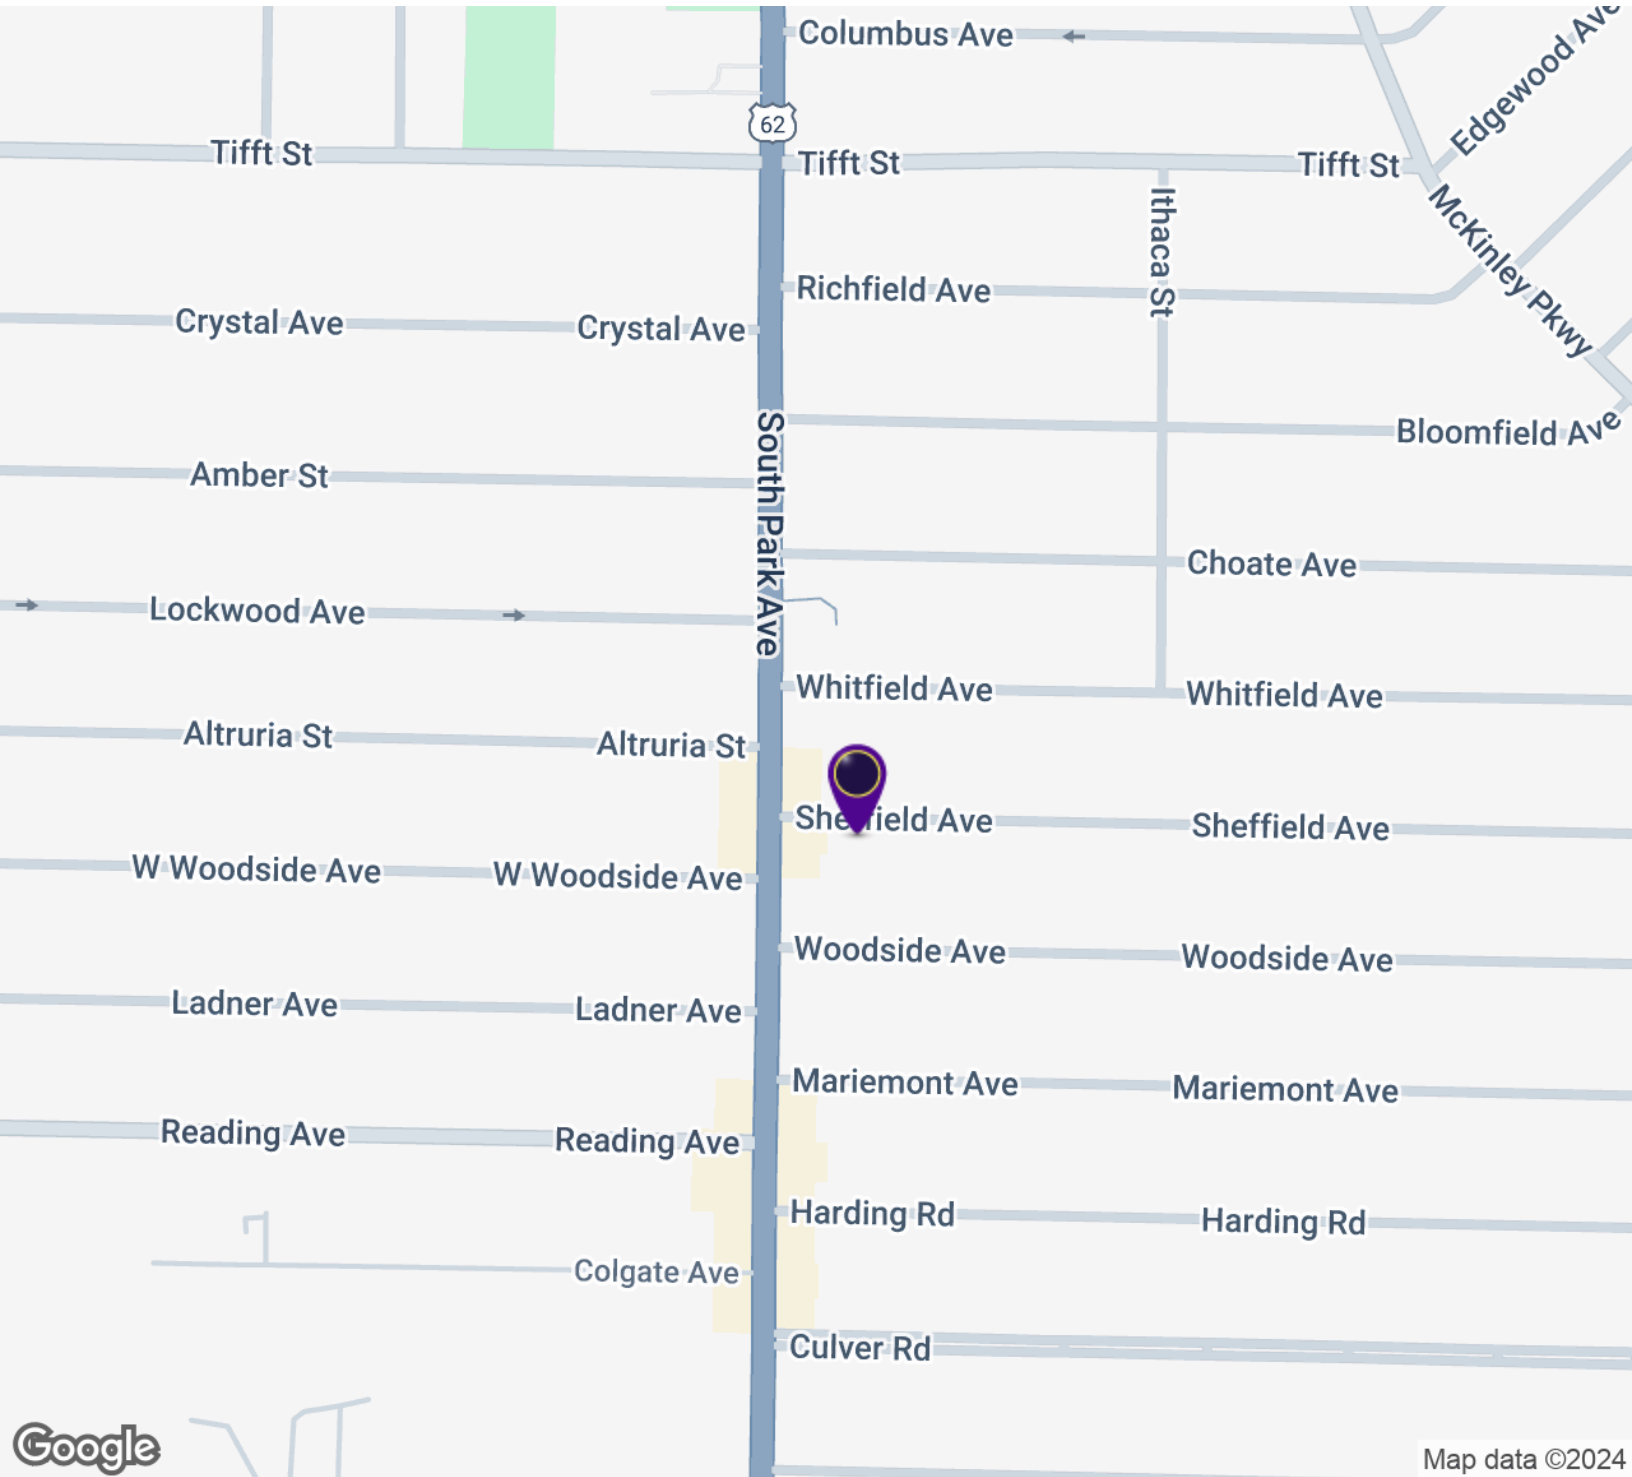 Columbus Ave
Edgewood Ave
62
Tifft St
Tifft St
Tifft St
Ithaca St
McKinley Pkwy
Richfield Ave
Crystal Ave
Crystal Ave
South Park Ave
Bloomfield Ave
Amber St
Choate Ave
Lockwood Ave
Whitfield Ave
Whitfield Ave
Altruria St
Altruria St
Sheffield Ave
Sheffield Ave
W Woodside Ave
W Woodside Ave
Woodside Ave
Woodside Ave
Ladner Ave
Ladner Ave
Mariemont Ave
Mariemont Ave
Reading Ave
Reading Ave
Harding Rd
Harding Rd
Colgate Ave
Culver Rd
Google
Map data ©2024